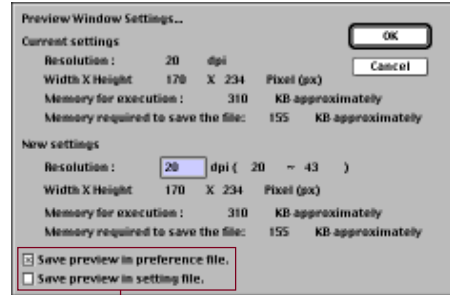 Preview Window Settings...
OK
Current settings
Cancel
Resolution : 20 dpi
Width X Height 170 X 234 Pixel (px)
Memory for execution : 310 KB approximately
Memory required to save the file: 155 KB approximately
New settings
Resolution : 20 dpi ( 20 ~ 43 )
Width X Height 170 X 234 Pixel (px)
Memory for execution : 310 KB approximately
Memory required to save the file: 155 KB approximately
Save preview in preference file.
Save preview in setting file.